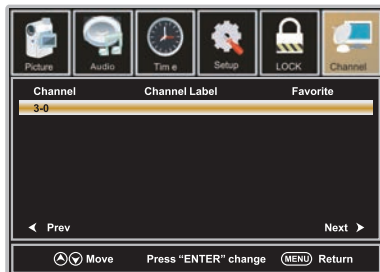 Picture Audio Tim e Setup LOCK Channel
Channel Channel Label Favorite
3-0
Prev Next
Move Press “ENTER” change MENU Return